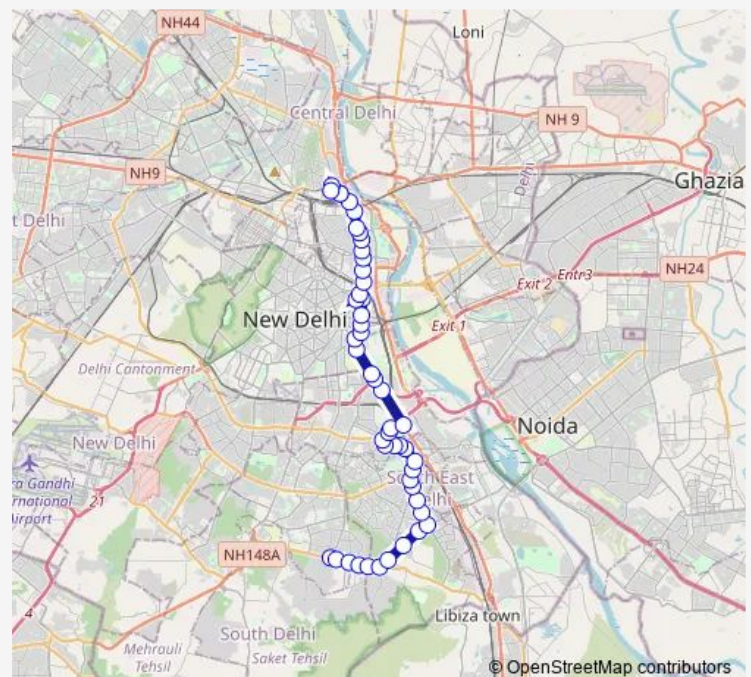 NH44
Loni
Central Delhi
NH 9
NH9
Delhi
Ghazia
t Delhi
NH24
Exit 2
Entr3
New Delhi
Exit 1
Delhi Cantonment
Noida
New Delhi
ra Gandhi
rnational
Airport
21
South East
Delhi
NH148A
4
Libiza town
South Delhi
Mehrauli
Tehsil
Saket Tehsil
© OpenStreetMap contributors